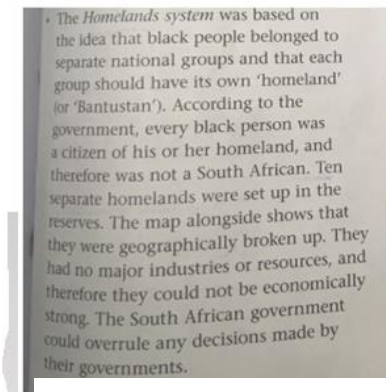 • The Homelands system was based on
the idea that black people belonged to
separate national groups and that each
group should have its own ‘homeland’
(or ‘Bantustan’). According to the
government, every black person was
a citizen of his or her homeland, and
therefore was not a South African. Ten
separate homelands were set up in the
reserves. The map alongside shows that
they were geographically broken up. They
had no major industries or resources, and
therefore they could not be economically
strong. The South African government
could overrule any decisions made by
their governments.